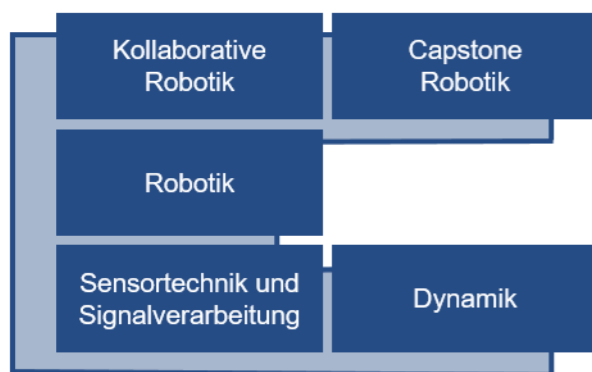 Kollaborative
Robotik
Capstone
Robotik
Robotik
Sensortechnik und
Signalverarbeitung
Dynamik